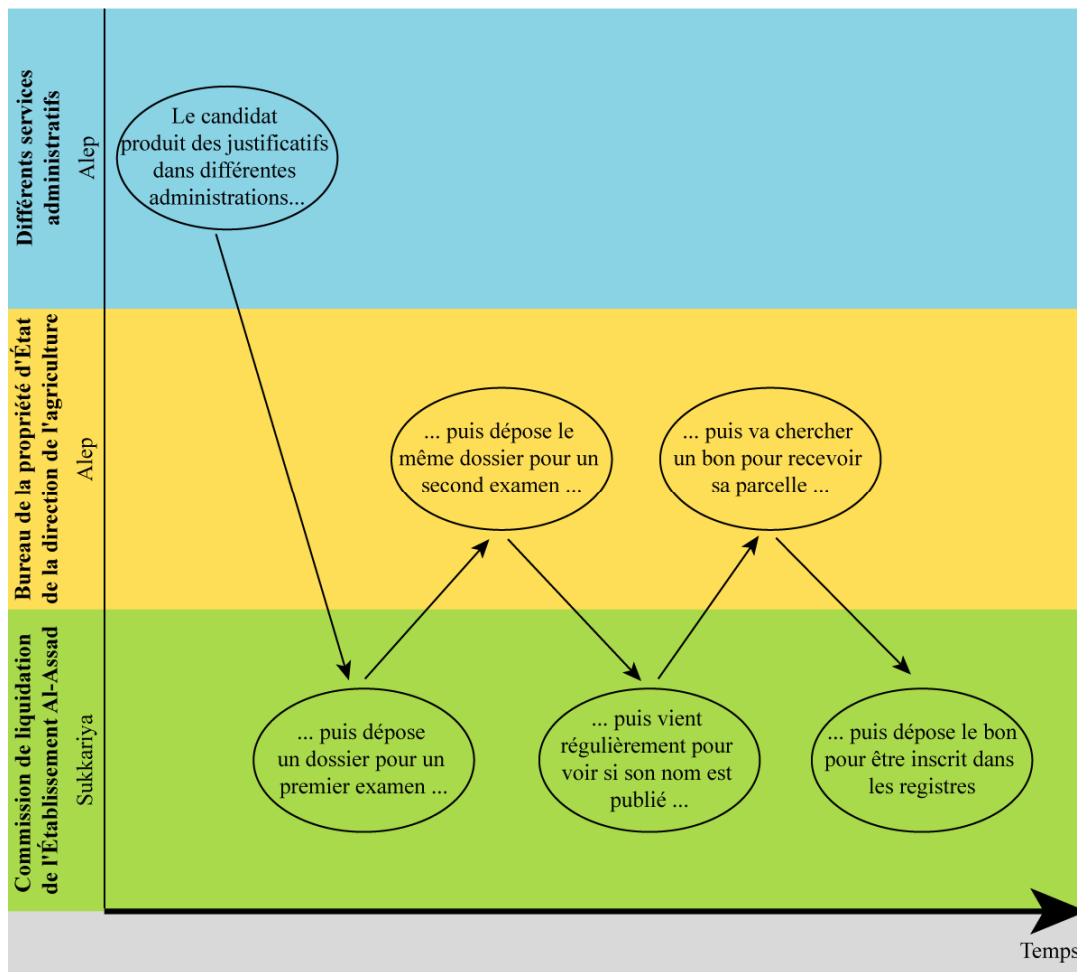 Différents services
administratifs
Alep
Le candidat
produit des justificatifs
dans différentes
administrations...
Bureau de la propriété d'État
de la direction de l'agriculture
Alep
... puis dépose le
même dossier pour un
second examen ...
... puis va chercher
un bon pour recevoir
sa parcelle ...
Commission de liquidation
de l'Établissement Al-Assad
Sukkariya
... puis dépose
un dossier pour un
premier examen ...
... puis vient
régulièrement pour
voir si son nom est
publié ...
... puis dépose le bon
pour être inscrit dans
les registres
Temps